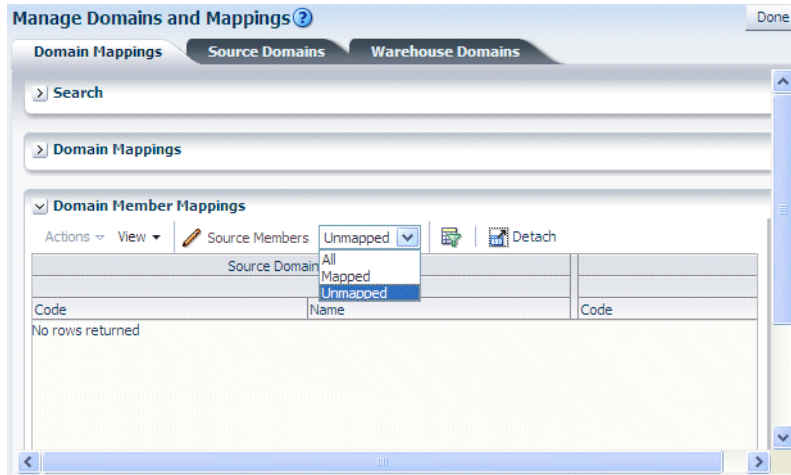 Manage Domains and Mappings
Done
Domain Mappings Source Domains Warehouse Domains
Search
Domain Mappings
Domain Member Mappings
Actions View Source Members Unmapped Detach
All
Mapped
Unmapped
Source Domain
Code Name Code
No rows returned